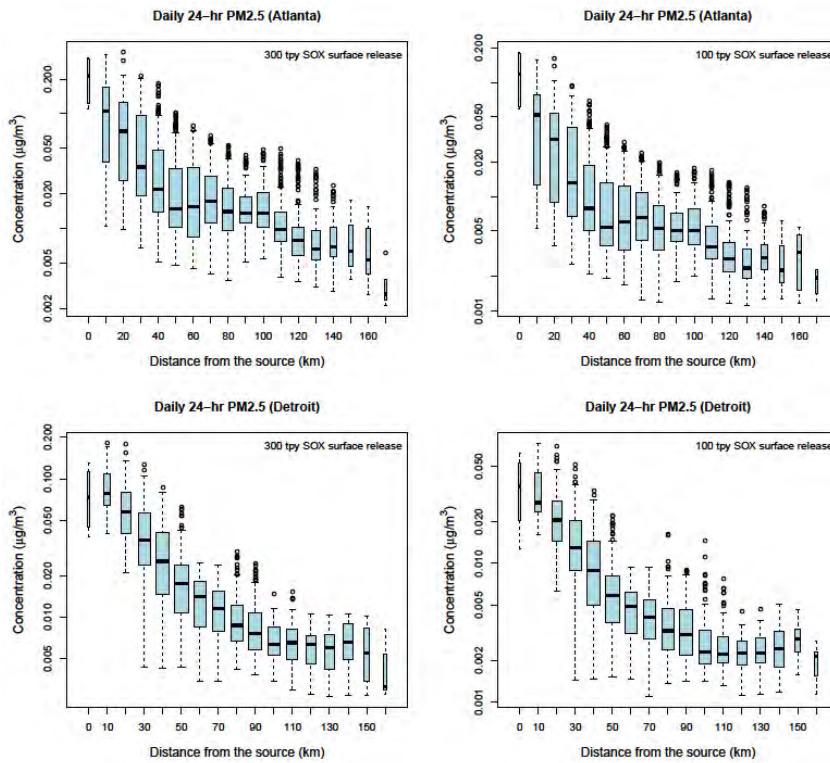 Daily 24–hr PM2.5 (Atlanta)
300 tpy SOX surface release
Concentration (µg/m³)
0.200
0.050
0.020
0.005
0.002
0 20 40 60 80 100 120 140 160
Distance from the source (km)
Daily 24–hr PM2.5 (Atlanta)
100 tpy SOX surface release
Concentration (µg/m³)
0.200
0.050
0.020
0.005
0.001
0 20 40 60 80 100 120 140 160
Distance from the source (km)
Daily 24–hr PM2.5 (Detroit)
300 tpy SOX surface release
Concentration (µg/m³)
0.200
0.100
0.050
0.010
0.005
0 10 30 50 70 90 110 130 150
Distance from the source (km)
Daily 24–hr PM2.5 (Detroit)
100 tpy SOX surface release
Concentration (µg/m³)
0.050
0.020
0.010
0.005
0.002
0.001
0 10 30 50 70 90 110 130 150
Distance from the source (km)